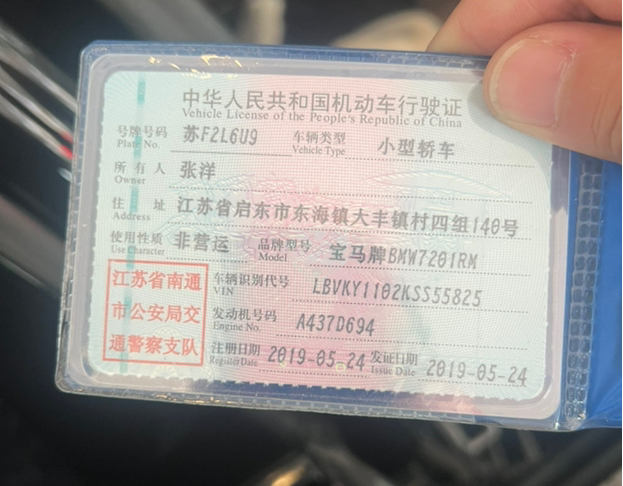 中华人民共和国机动车行驶证
Vehicle License of the People's Republic of China
号牌号码 苏F2L6U9 车辆类型 小型轿车
Plate No. Vehicle Type
所有人 张洋
Owner
住 址 江苏省启东市东海镇大丰镇村四组140号
Address
使用性质 非营运 品牌型号 宝马牌BMW7201RM
Use Character Model
江苏省南通
市公安局交
通警察支队
车辆识别代号 LBVKY1102KSS55825
VIN
发动机号码 A437D694
Engine No.
注册日期 2019-05-24 发证日期 2019-05-24
Register Date Issue Date